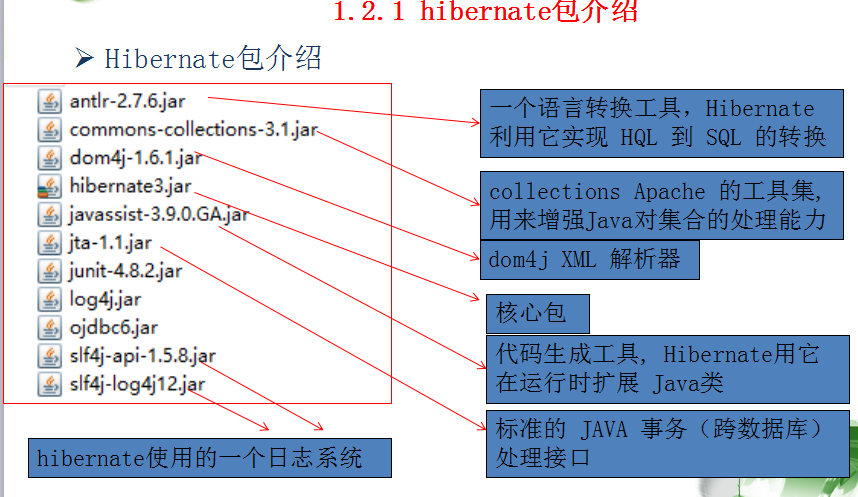 1.2.1 hibernate包介绍
Hibernate包介绍
antlr-2.7.6.jar
commons-collections-3.1.jar
dom4j-1.6.1.jar
hibernate3.jar
javassist-3.9.0.GA.jar
jta-1.1.jar
junit-4.8.2.jar
log4j.jar
ojdbc6.jar
slf4j-api-1.5.8.jar
slf4j-log4j12.jar
一个语言转换工具，Hibernate
利用它实现 HQL 到 SQL 的转换
collections Apache 的工具集,
用来增强Java对集合的处理能力
dom4j XML 解析器
核心包
代码生成工具, Hibernate用它
在运行时扩展 Java类
标准的 JAVA 事务（跨数据库）
处理接口
hibernate使用的一个日志系统